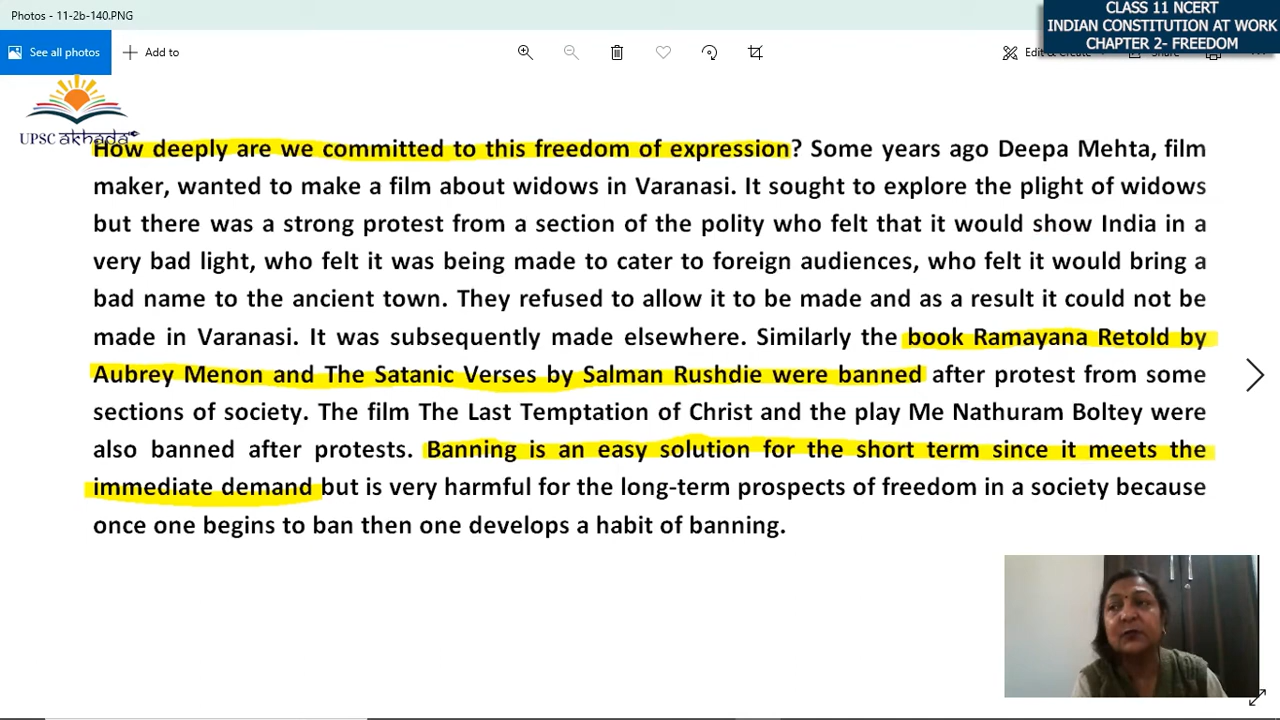 Photos - 11-2b-140.PNG
CLASS 11 NCERT
INDIAN CONSTITUTION AT WORK
CHAPTER 2- FREEDOM
See all photos
Add to
Edit & Create
Share
UPSC akhada
How deeply are we committed to this freedom of expression? Some years ago Deepa Mehta, film
maker, wanted to make a film about widows in Varanasi. It sought to explore the plight of widows
but there was a strong protest from a section of the polity who felt that it would show India in a
very bad light, who felt it was being made to cater to foreign audiences, who felt it would bring a
bad name to the ancient town. They refused to allow it to be made and as a result it could not be
made in Varanasi. It was subsequently made elsewhere. Similarly the book Ramayana Retold by
Aubrey Menon and The Satanic Verses by Salman Rushdie were banned after protest from some
sections of society. The film The Last Temptation of Christ and the play Me Nathuram Boltey were
also banned after protests. Banning is an easy solution for the short term since it meets the
immediate demand but is very harmful for the long-term prospects of freedom in a society because
once one begins to ban then one develops a habit of banning.